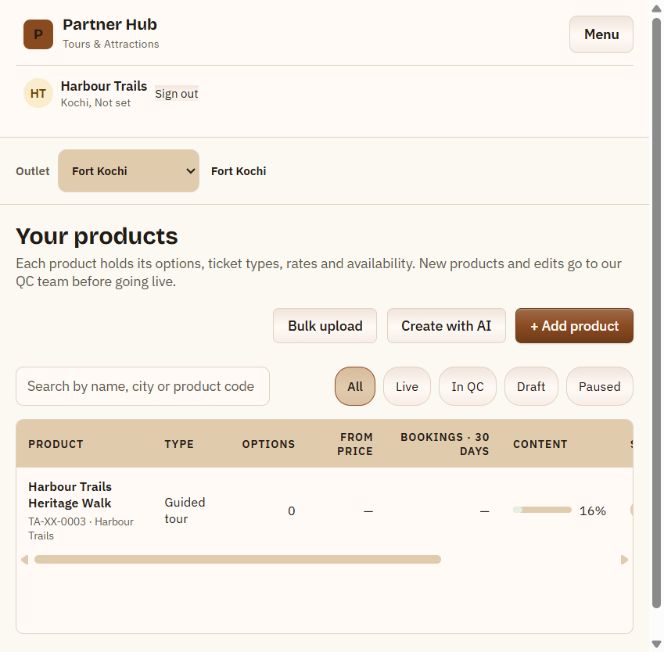 P
Partner Hub
Tours & Attractions
Menu
HT
Harbour Trails
Kochi, Not set
Sign out
Outlet
Fort Kochi
Fort Kochi
Your products
Each product holds its options, ticket types, rates and availability. New products and edits go to our
QC team before going live.
Bulk upload
Create with AI
+ Add product
Search by name, city or product code
All
Live
In QC
Draft
Paused
PRODUCT
TYPE
OPTIONS
FROM
PRICE
BOOKINGS · 30
DAYS
CONTENT
Harbour Trails
Heritage Walk
TA-XX-0003 · Harbour
Trails
Guided
tour
0
—
—
16%